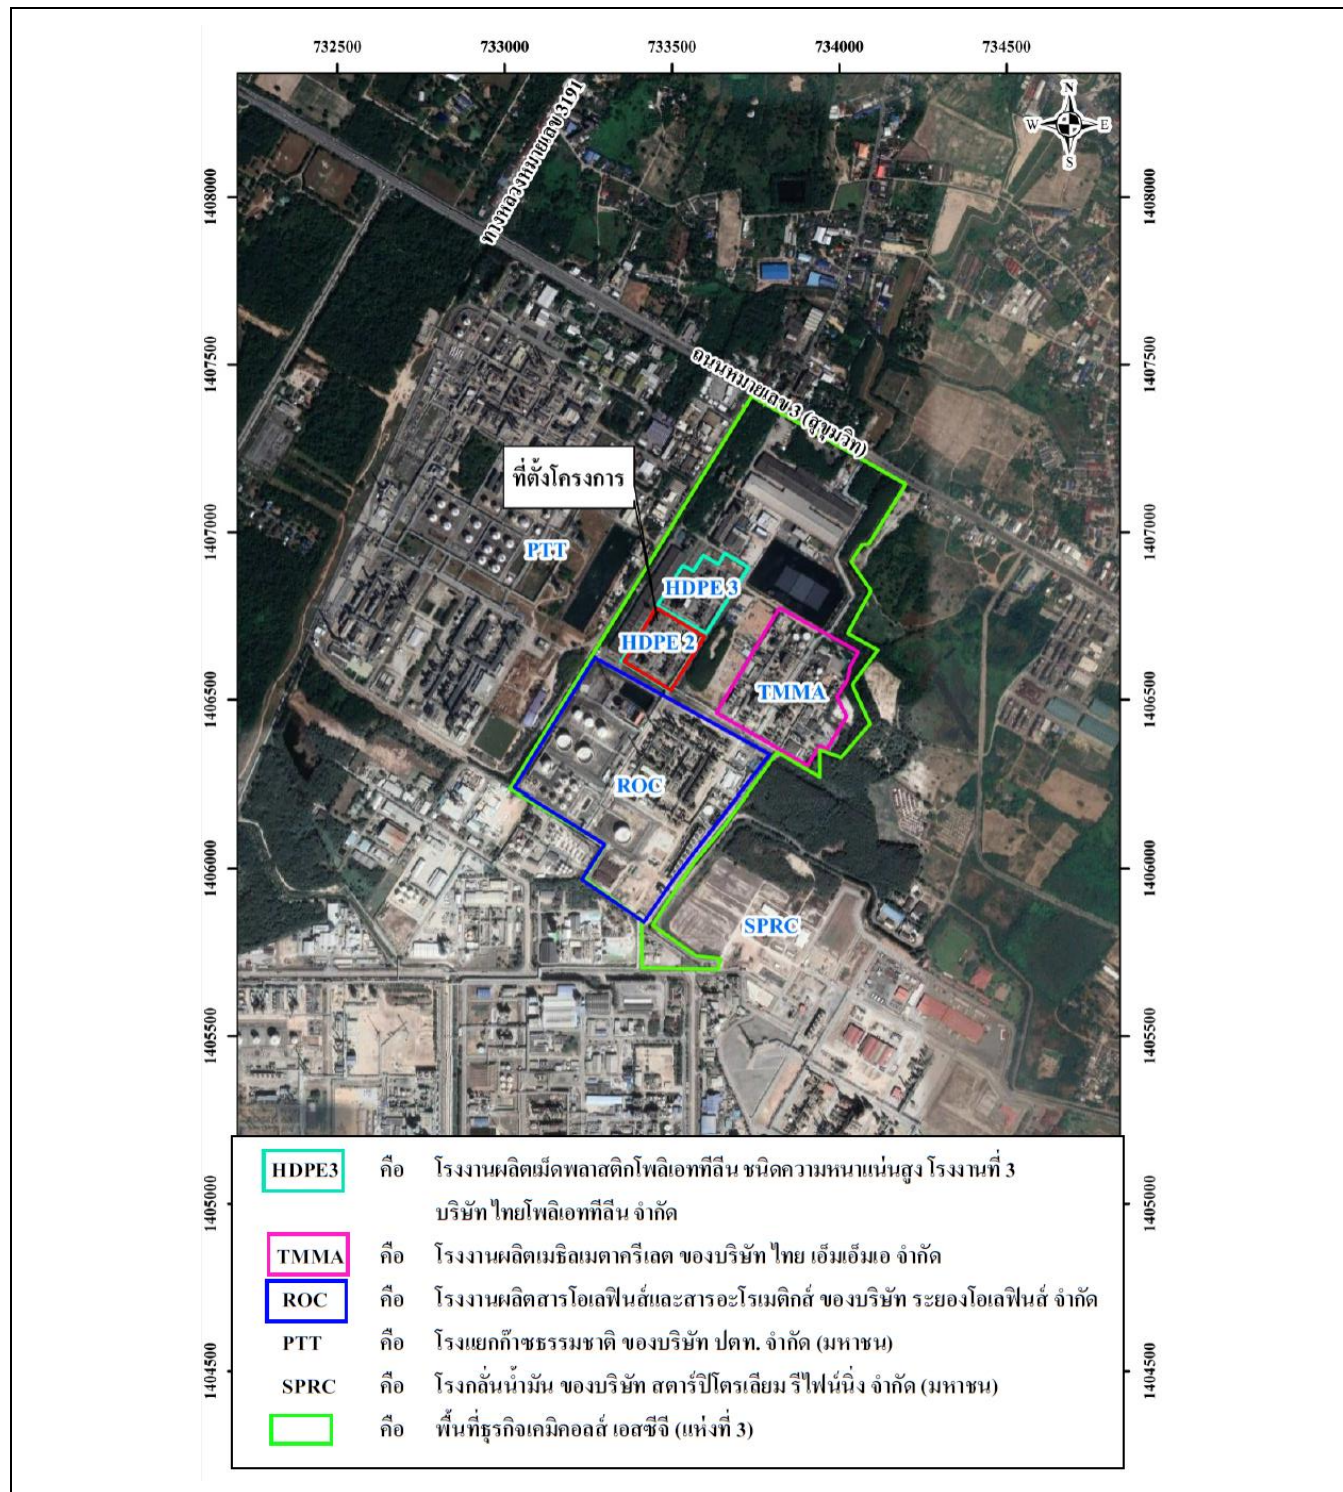 732500 733000 733500 734000 734500
N
W E
S
ทางหลวงหมายเลข 3191
1408000 1408000
1407500 1407500
ถนนหมายเลข 3 (สุขุมวิท)
ที่ตั้งโครงการ
1407000 1407000
PTT
HDPE 3
HDPE 2
TMMA
1406500 1406500
ROC
1406000 1406000
SPRC
1405500 1405500
HDPE3 คือ โรงงานผลิตเม็ดพลาสติกโพลิเอททีลีน ชนิดความหนาแน่นสูง โรงงานที่ 3
บริษัท ไทยโพลิเอททีลีน จำกัด
1405000 1405000
TMMA คือ โรงงานผลิตเมธิลเมตาครีเลต ของบริษัท ไทย เอ็มเอ็มเอ จำกัด
ROC คือ โรงงานผลิตสารโอเลฟินส์และสารอะโรเมติกส์ ของบริษัท ระยองโอเลฟินส์ จำกัด
PTT คือ โรงแยกก๊าซธรรมชาติ ของบริษัท ปตท. จำกัด (มหาชน)
1404500 1404500
SPRC คือ โรงกลั่นน้ำมัน ของบริษัท สตาร์ปิโตรเลียม รีไฟน์นิ่ง จำกัด (มหาชน)
คือ พื้นที่ธุรกิจเคมิคอลส์ เอสซีจี (แห่งที่ 3)